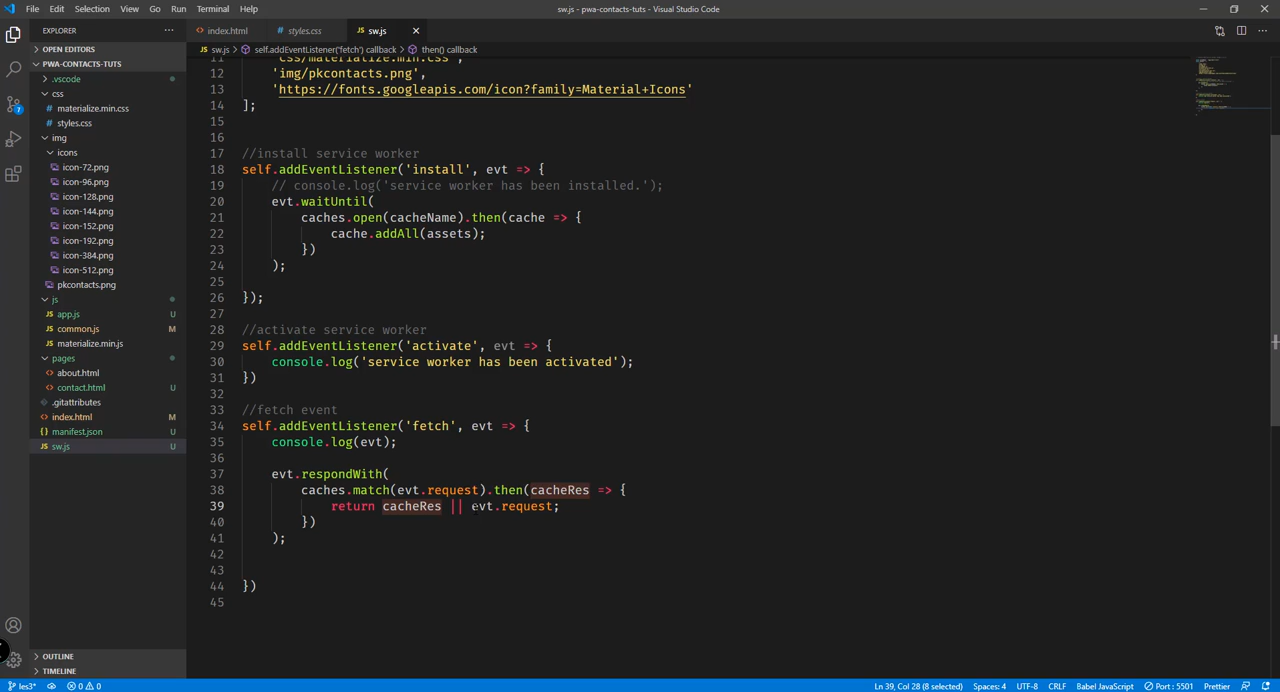 File Edit Selection View Go Run Terminal Help
sw.js - pwa-contacts-tuts - Visual Studio Code
EXPLORER
index.html
styles.css
sw.js
OPEN EDITORS
sw.js > self.addEventListener('fetch') callback > then() callback
PWA-CONTACTS-TUTS
.vscode
css
materialize.min.css
styles.css
img
icons
icon-72.png
icon-96.png
icon-128.png
icon-144.png
icon-152.png
icon-192.png
icon-384.png
icon-512.png
pkcontacts.png
js
app.js U
common.js M
materialize.min.js
pages
about.html
contact.html U
.gitattributes
index.html M
manifest.json U
sw.js U
OUTLINE
TIMELINE
11 'css/materialize.min.css',
12 'img/pkcontacts.png',
13 'https://fonts.googleapis.com/icon?family=Material+Icons'
14 ];
15
16
17 //install service worker
18 self.addEventListener('install', evt => {
19 // console.log('service worker has been installed.');
20 evt.waitUntil(
21 caches.open(cacheName).then(cache => {
22 cache.addAll(assets);
23 })
24 );
25
26 });
27
28 //activate service worker
29 self.addEventListener('activate', evt => {
30 console.log('service worker has been activated');
31 })
32
33 //fetch event
34 self.addEventListener('fetch', evt => {
35 console.log(evt);
36
37 evt.respondWith(
38 caches.match(evt.request).then(cacheRes => {
39 return cacheRes || evt.request;
40 })
41 );
42
43
44 })
45
7
les3* 0 0 Ln 39, Col 28 (8 selected) Spaces: 4 UTF-8 CRLF Babel JavaScript Port : 5501 Prettier